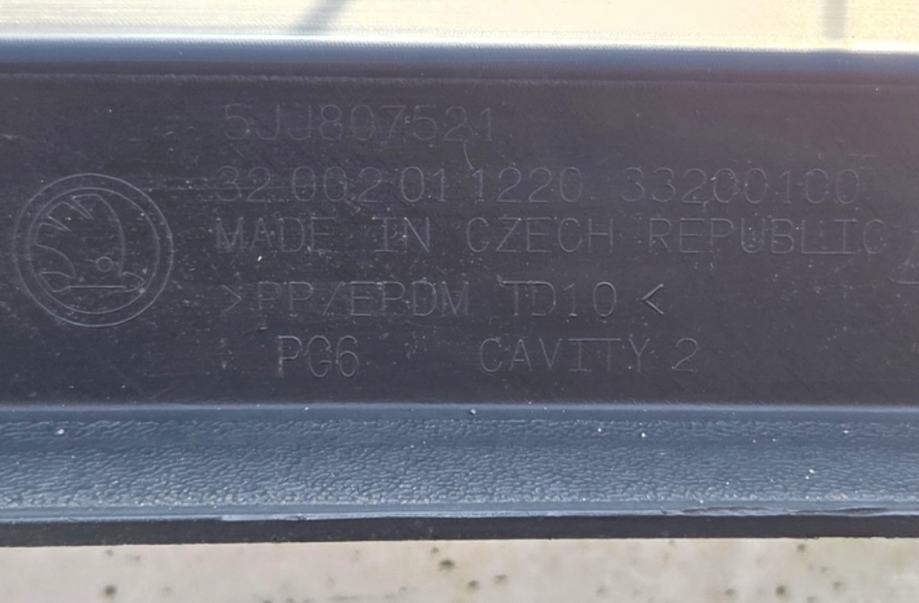 5JJ807521
32 002 01 1220 33200100
MADE IN CZECH REPUBLIC
>PP/EPDM TD10<
PG6 CAVITY 2